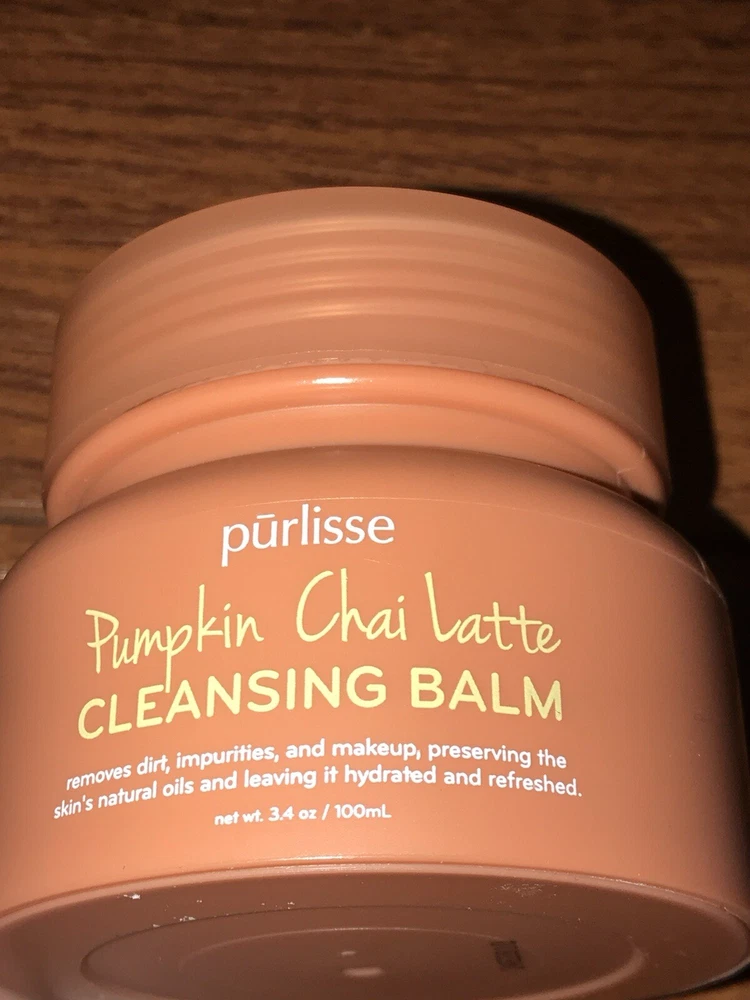 pūrlisse
Pumpkin Chai Latte
CLEANSING BALM
removes dirt, impurities, and makeup, preserving the
skin's natural oils and leaving it hydrated and refreshed.
net wt. 3.4 oz / 100mL